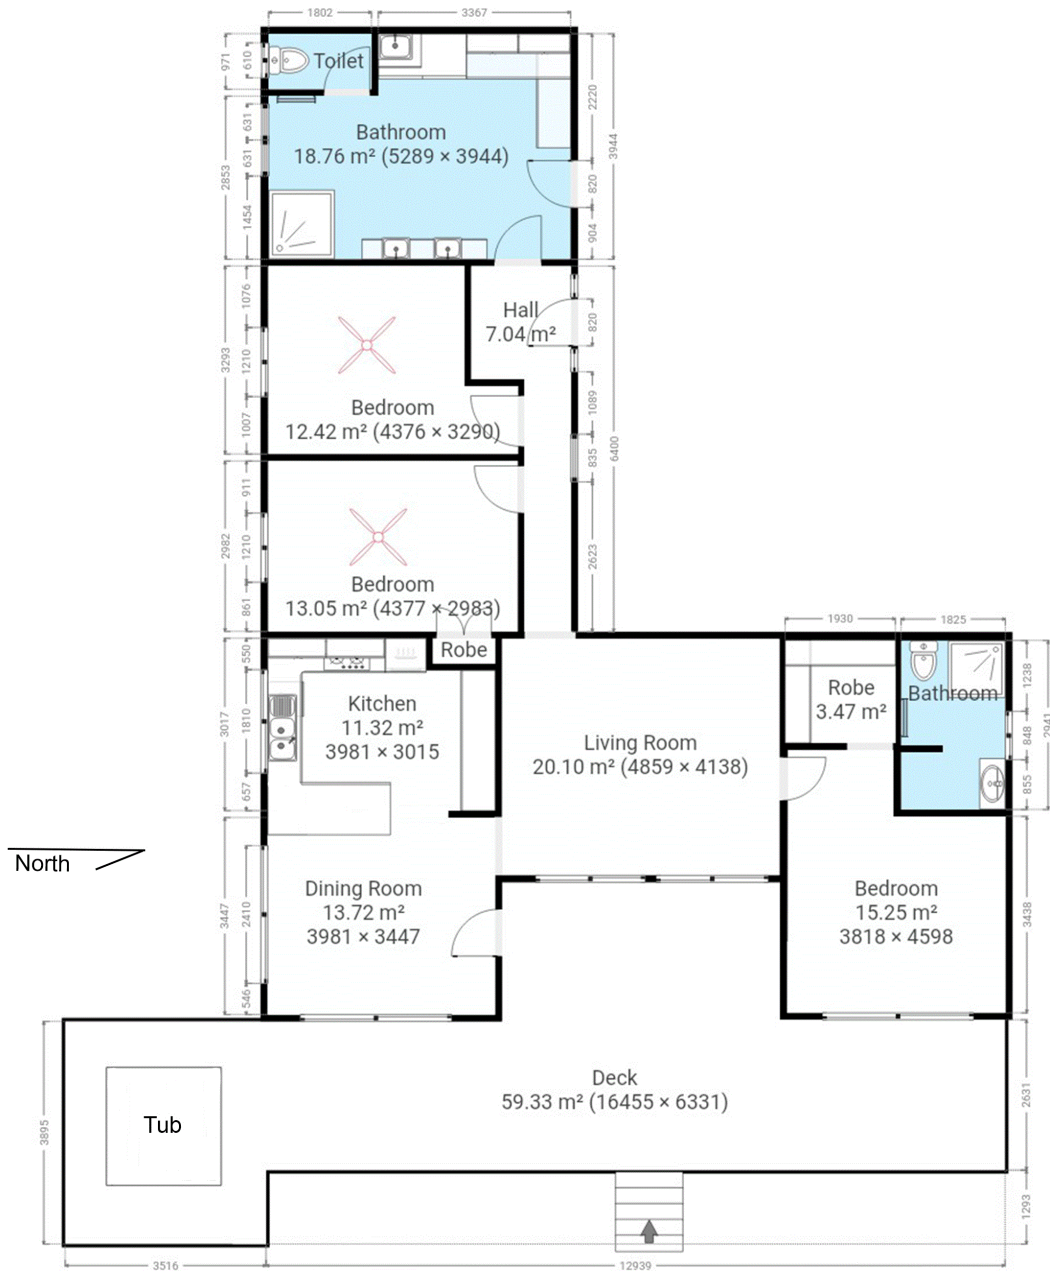 1802
3367
971
610
Toilet
2220
3944
631
Bathroom
18.76 m² (5289 × 3944)
631
2853
820
1454
904
1076
Hall
7.04 m²
820
3293
1210
1089
Bedroom
12.42 m² (4376 × 3290)
1007
6400
835
911
2982
1210
2623
Bedroom
13.05 m² (4377 × 2983)
861
1930
1825
550
Robe
Kitchen
11.32 m²
3981 × 3015
3017
1810
657
Living Room
20.10 m² (4859 × 4138)
Robe
3.47 m²
Bathroom
1238
848
2941
855
North
Dining Room
13.72 m²
3981 × 3447
3447
2410
546
Bedroom
15.25 m²
3818 × 4598
3438
Deck
59.33 m² (16455 × 6331)
Tub
3895
2631
1293
3516
12939